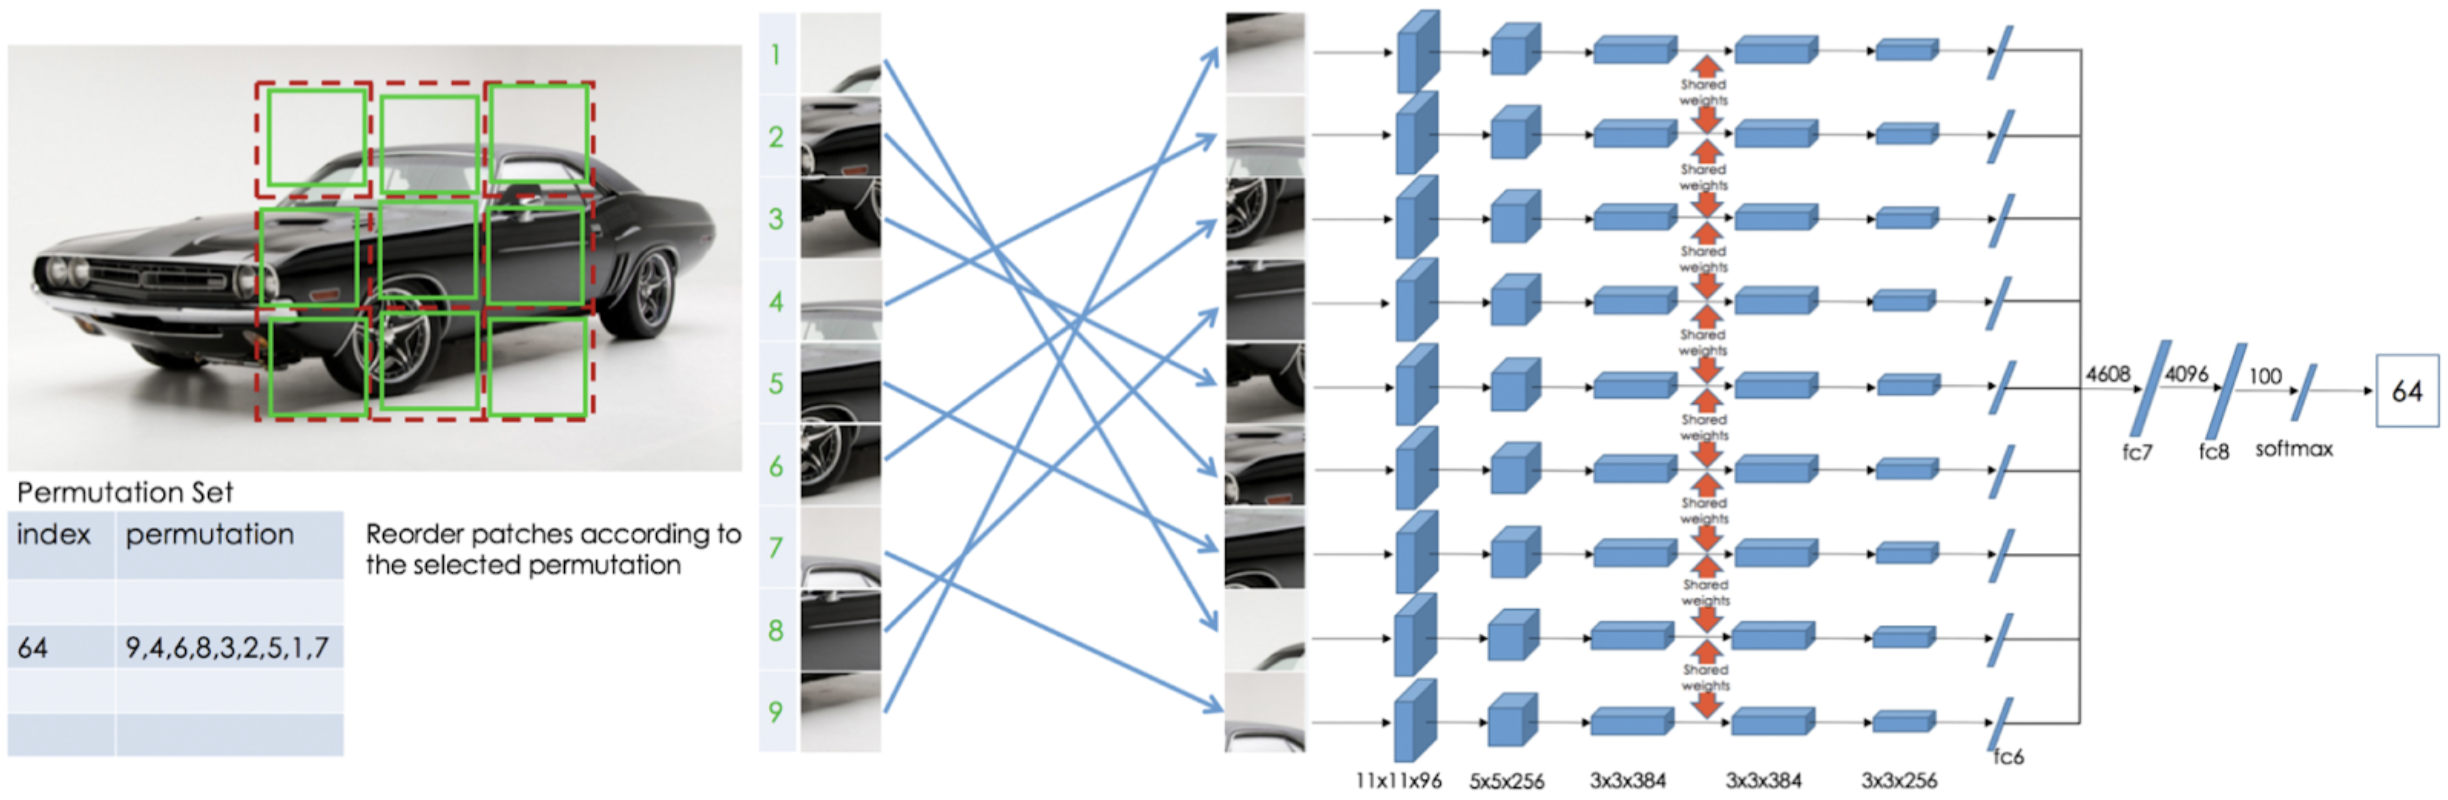 Permutation Set
index permutation
64 9,4,6,8,3,2,5,1,7
Reorder patches according to
the selected permutation
1
2
3
4
5
6
7
8
9
Shared
weights
Shared
weights
Shared
weights
Shared
weights
Shared
weights
Shared
weights
Shared
weights
Shared
weights
11x11x96 5x5x256 3x3x384 3x3x384 3x3x256
fc6
4608 4096 100
fc7 fc8 softmax
64